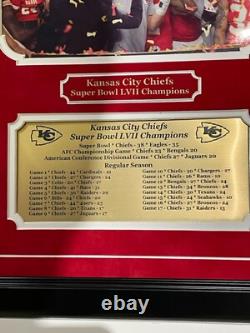 Kansas City Chiefs
Super Bowl LVII Champions
KC KC
Kansas City Chiefs
Super Bowl LVII Champions
Super Bowl * Chiefs - 38 * Eagles - 35
AFC Championship Game * Chiefs 23 * Bengals 20
American Conference Divisional Game * Chiefs 27 * Jaguars 20
Regular Season
Game 1 * Chiefs - 44 * Cardinals - 21
Game 2 * Chiefs - 27 *
Game 3 * Chiefs - 17 *
Game 4 * Chiefs - 41 *
Game 5 * Chiefs - 30 * Raiders - 29
Game 6 * Bills - 24 * Chiefs - 20
Game 7 * Chiefs - 44 * 49ers - 23
Game 8 * Chiefs - 20 * Titans - 17
Game 9 * Chiefs - 27 * Jaguars - 17
Game 10 * Chiefs - 30 * Chargers - 27
Game 11 * Chiefs - 26 * Rams - 10
Game 12 * Bengals - 27 * Chiefs - 24
Game 13 * Chiefs - 34 * Broncos - 28
Game 14 * Chiefs - 30 * Texans - 24
Game 15 * Chiefs - 24 * Seahawks - 10
Game 16 * Chiefs - 27 * Broncos - 24
Game 17 * Chiefs - 31 * Raiders - 13